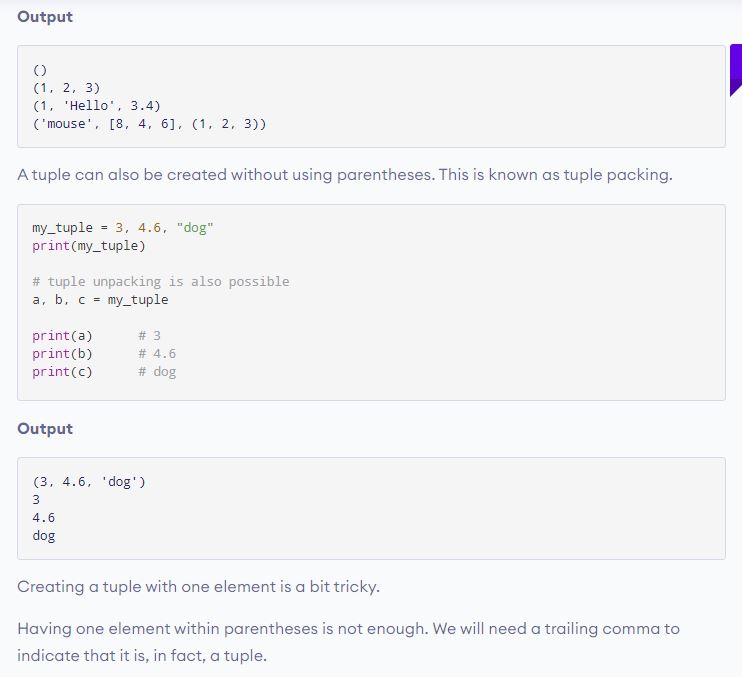 Output
()
(1, 2, 3)
(1, 'Hello', 3.4)
('mouse', [8, 4, 6], (1, 2, 3))
A tuple can also be created without using parentheses. This is known as tuple packing.
my_tuple = 3, 4.6, "dog"
print(my_tuple)
# tuple unpacking is also possible
a, b, c = my_tuple
print(a)      # 3
print(b)      # 4.6
print(c)      # dog
Output
(3, 4.6, 'dog')
3
4.6
dog
Creating a tuple with one element is a bit tricky.
Having one element within parentheses is not enough. We will need a trailing comma to
indicate that it is, in fact, a tuple.